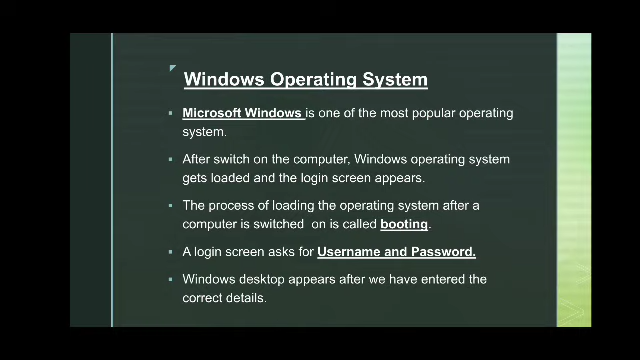 Windows Operating System
▪ Microsoft Windows is one of the most popular operating
system.
▪ After switch on the computer, Windows operating system
gets loaded and the login screen appears.
▪ The process of loading the operating system after a
computer is switched on is called booting.
▪ A login screen asks for Username and Password.
▪ Windows desktop appears after we have entered the
correct details.